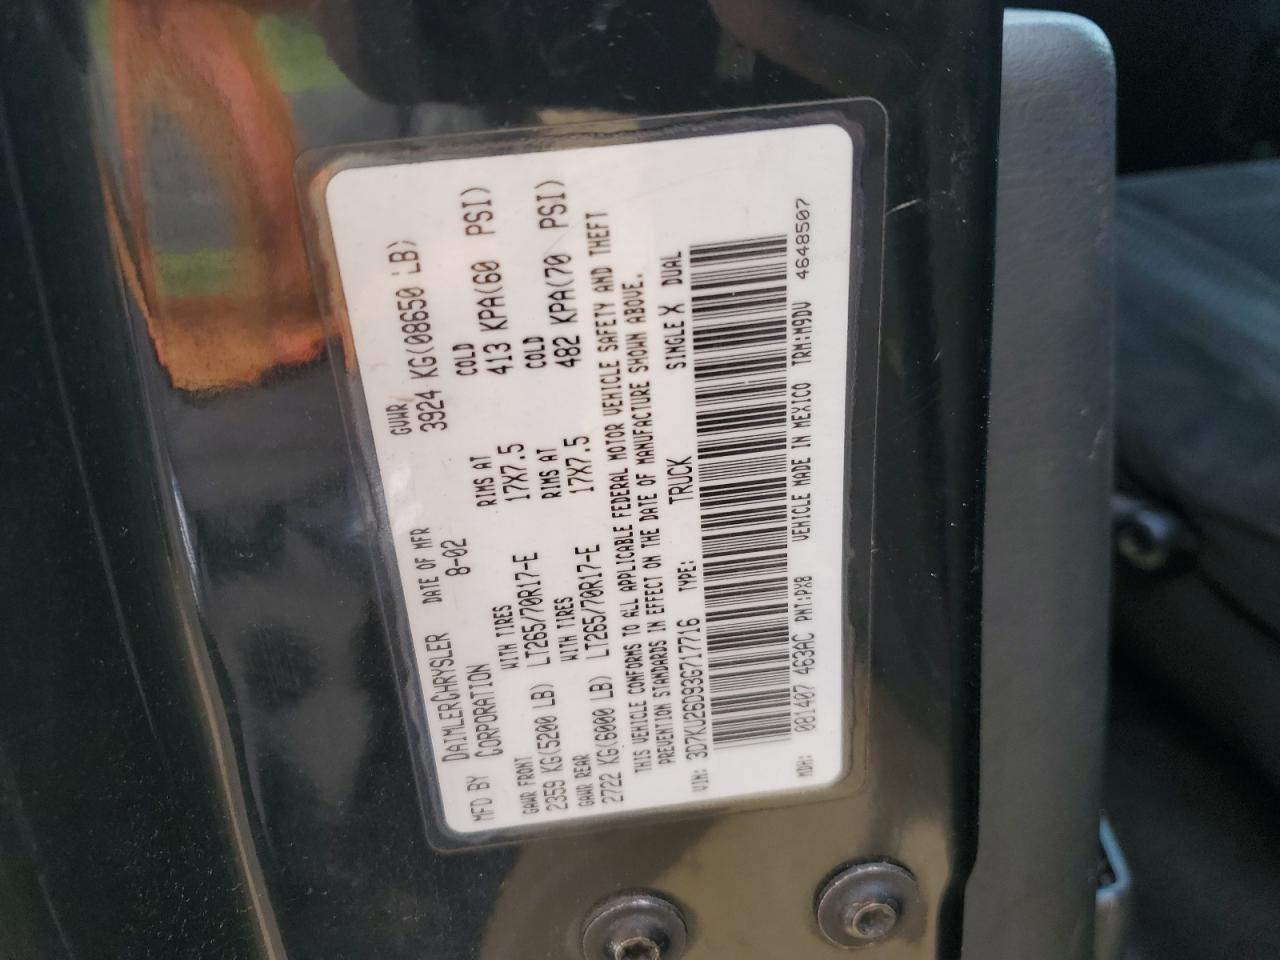 MFD BY DAIMLERCHRYSLER CORPORATION DATE OF MFR 8-02 GVWR 3924 KG(08650 LB)
GAWR FRONT WITH TIRES RIMS AT COLD
2359 KG(5200 LB) LT265/70R17-E 17X7.5 413 KPA(60 PSI)
GAWR REAR WITH TIRES RIMS AT COLD
2722 KG(6000 LB) LT265/70R17-E 17X7.5 482 KPA(70 PSI)
THIS VEHICLE CONFORMS TO ALL APPLICABLE FEDERAL MOTOR VEHICLE SAFETY AND THEFT
PREVENTION STANDARDS IN EFFECT ON THE DATE OF MANUFACTURE SHOWN ABOVE.
VIN: 3D7KU26D93G717716 TYPE: TRUCK SINGLE X DUAL
MDH: 081407 463AC PNT:PX8 VEHICLE MADE IN MEXICO TRM:M9DV 4648507